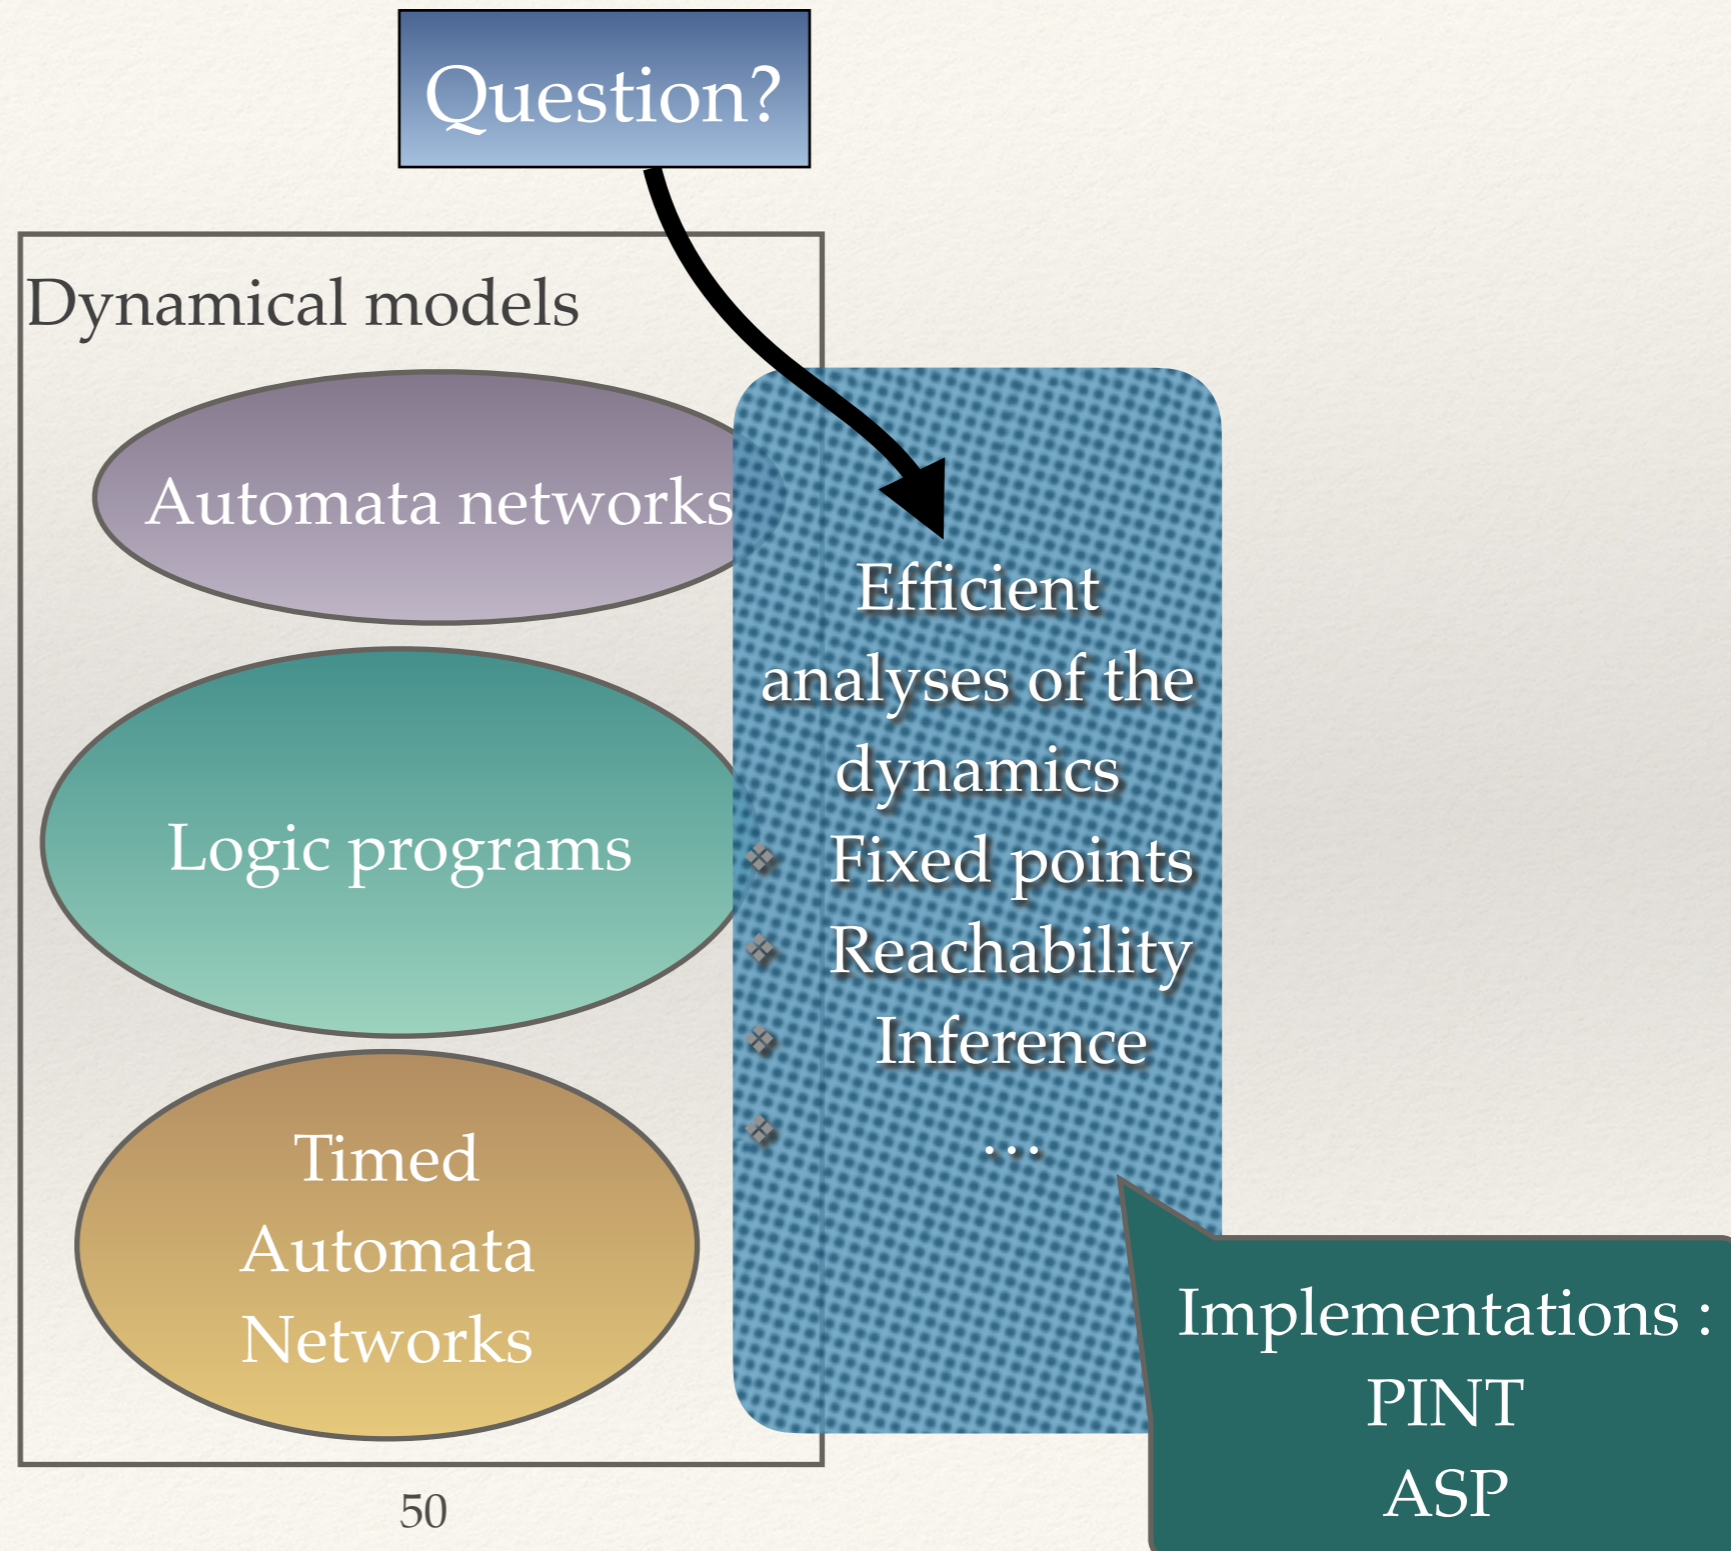 Question?
Dynamical models
Automata networks
Logic programs
Timed
Automata
Networks
Efficient
analyses of the
dynamics
❖ Fixed points
❖ Reachability
❖ Inference
❖ …
Implementations :
PINT
ASP
50